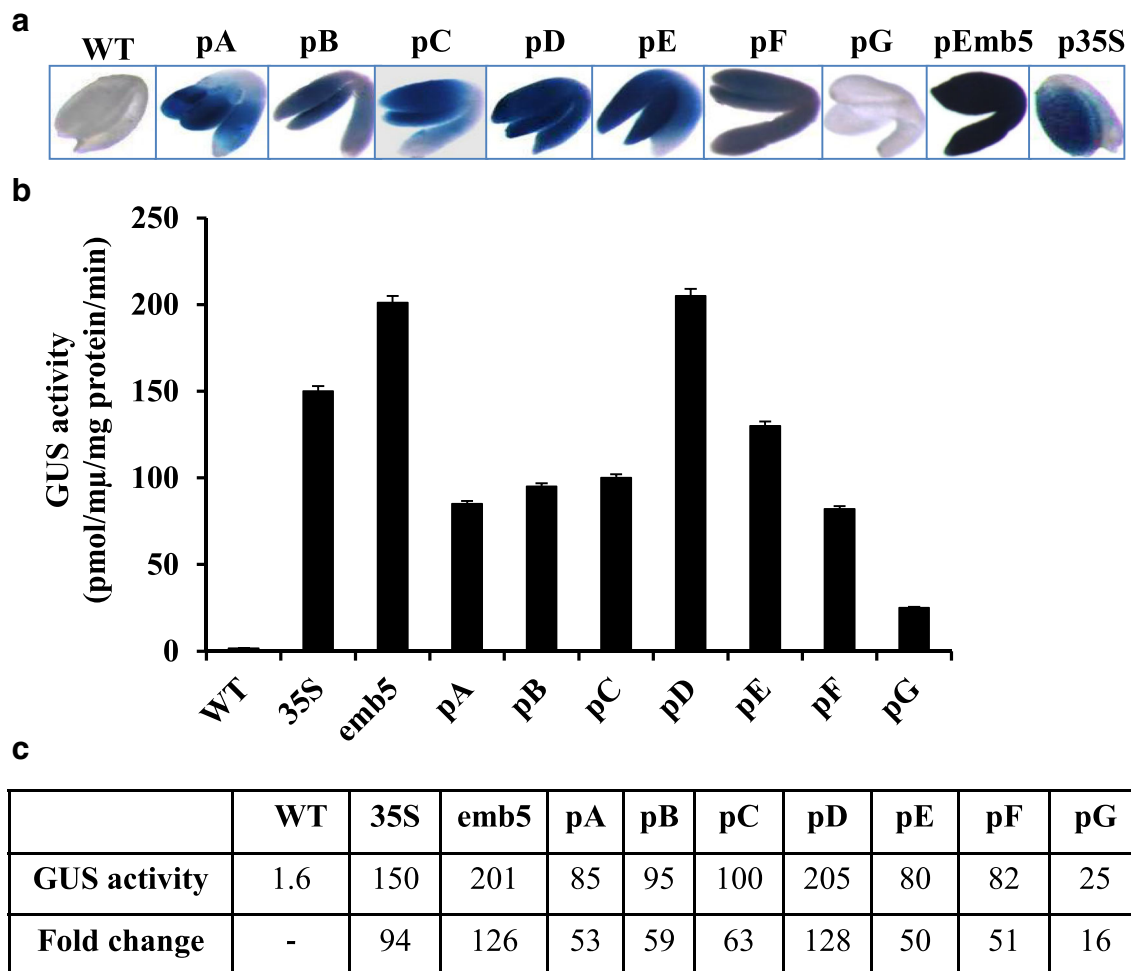 a
WT pA pB pC pD pE pF pG pEmb5 p35S
b
GUS activity
(pmol/mµ/mg protein/min)
250
200
150
100
50
0
WT 35S emb5 pA pB pC pD pE pF pG
c
WT 35S emb5 pA pB pC pD pE pF pG
GUS activity 1.6 150 201 85 95 100 205 80 82 25
Fold change - 94 126 53 59 63 128 50 51 16